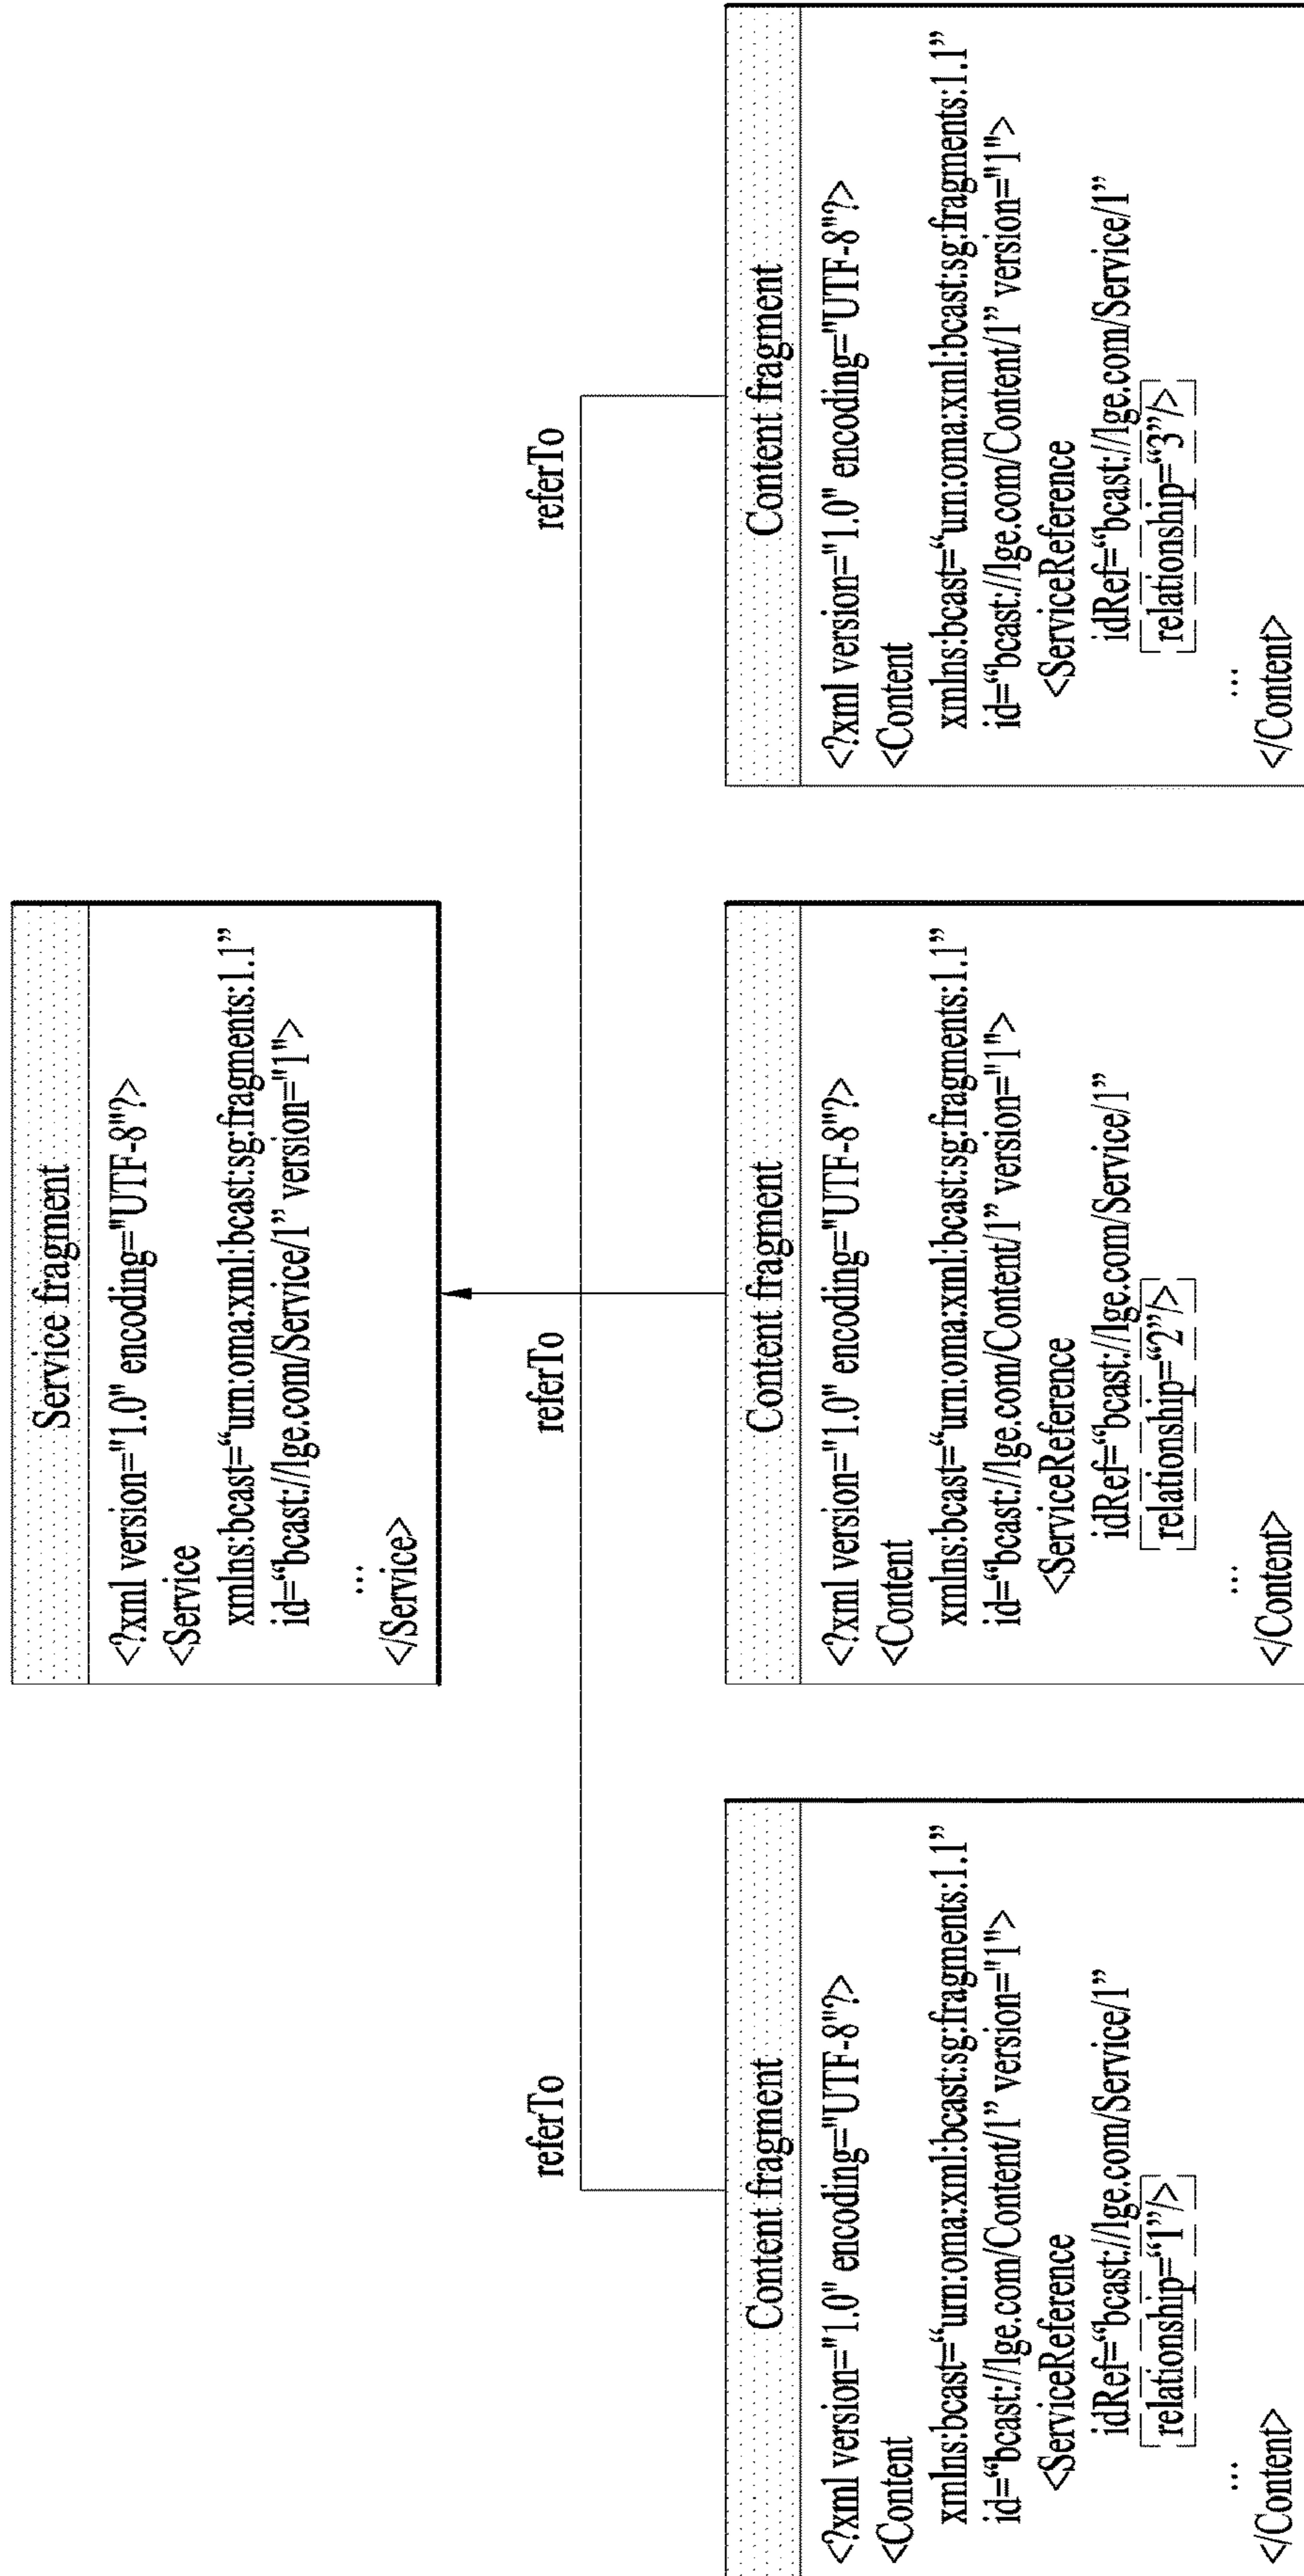 Service fragment
<?xml version="1.0" encoding="UTF-8"?>
<Service
xmlns:bcast=“urn:oma:xml:bcast:sg:fragments:1.1”
id=“bcast://lge.com/Service/1” version="1">
...
</Service>
referTo
referTo
referTo
Content fragment
<?xml version="1.0" encoding="UTF-8"?>
<Content
xmlns:bcast=“urn:oma:xml:bcast:sg:fragments:1.1”
id=“bcast://lge.com/Content/1” version="1">
<ServiceReference
idRef=“bcast://lge.com/Service/1”
relationship=“1”/>
...
</Content>
Content fragment
<?xml version="1.0" encoding="UTF-8"?>
<Content
xmlns:bcast=“urn:oma:xml:bcast:sg:fragments:1.1”
id=“bcast://lge.com/Content/1” version="1">
<ServiceReference
idRef=“bcast://lge.com/Service/1”
relationship=“2”/>
...
</Content>
Content fragment
<?xml version="1.0" encoding="UTF-8"?>
<Content
xmlns:bcast=“urn:oma:xml:bcast:sg:fragments:1.1”
id=“bcast://lge.com/Content/1” version="1">
<ServiceReference
idRef=“bcast://lge.com/Service/1”
relationship=“3”/>
...
</Content>